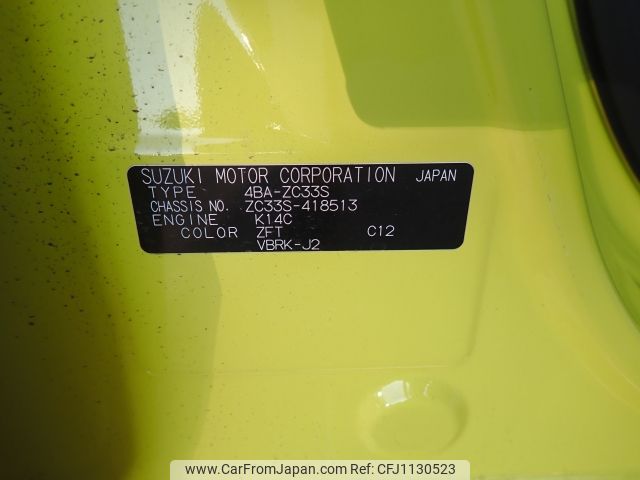 SUZUKI MOTOR CORPORATION JAPAN
TYPE 4BA-ZC33S
CHASSIS NO. ZC33S-418513
ENGINE K14C
COLOR ZFT C12
VBRK-J2
www.CarFromJapan.com CFJ1130523